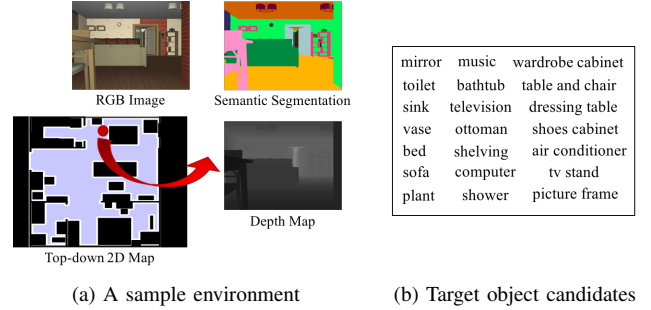 RGB Image
Semantic Segmentation
Top-down 2D Map
Depth Map
(a) A sample environment
mirror music wardrobe cabinet
toilet bathtub table and chair
sink television dressing table
vase ottoman shoes cabinet
bed shelving air conditioner
sofa computer tv stand
plant shower picture frame
(b) Target object candidates